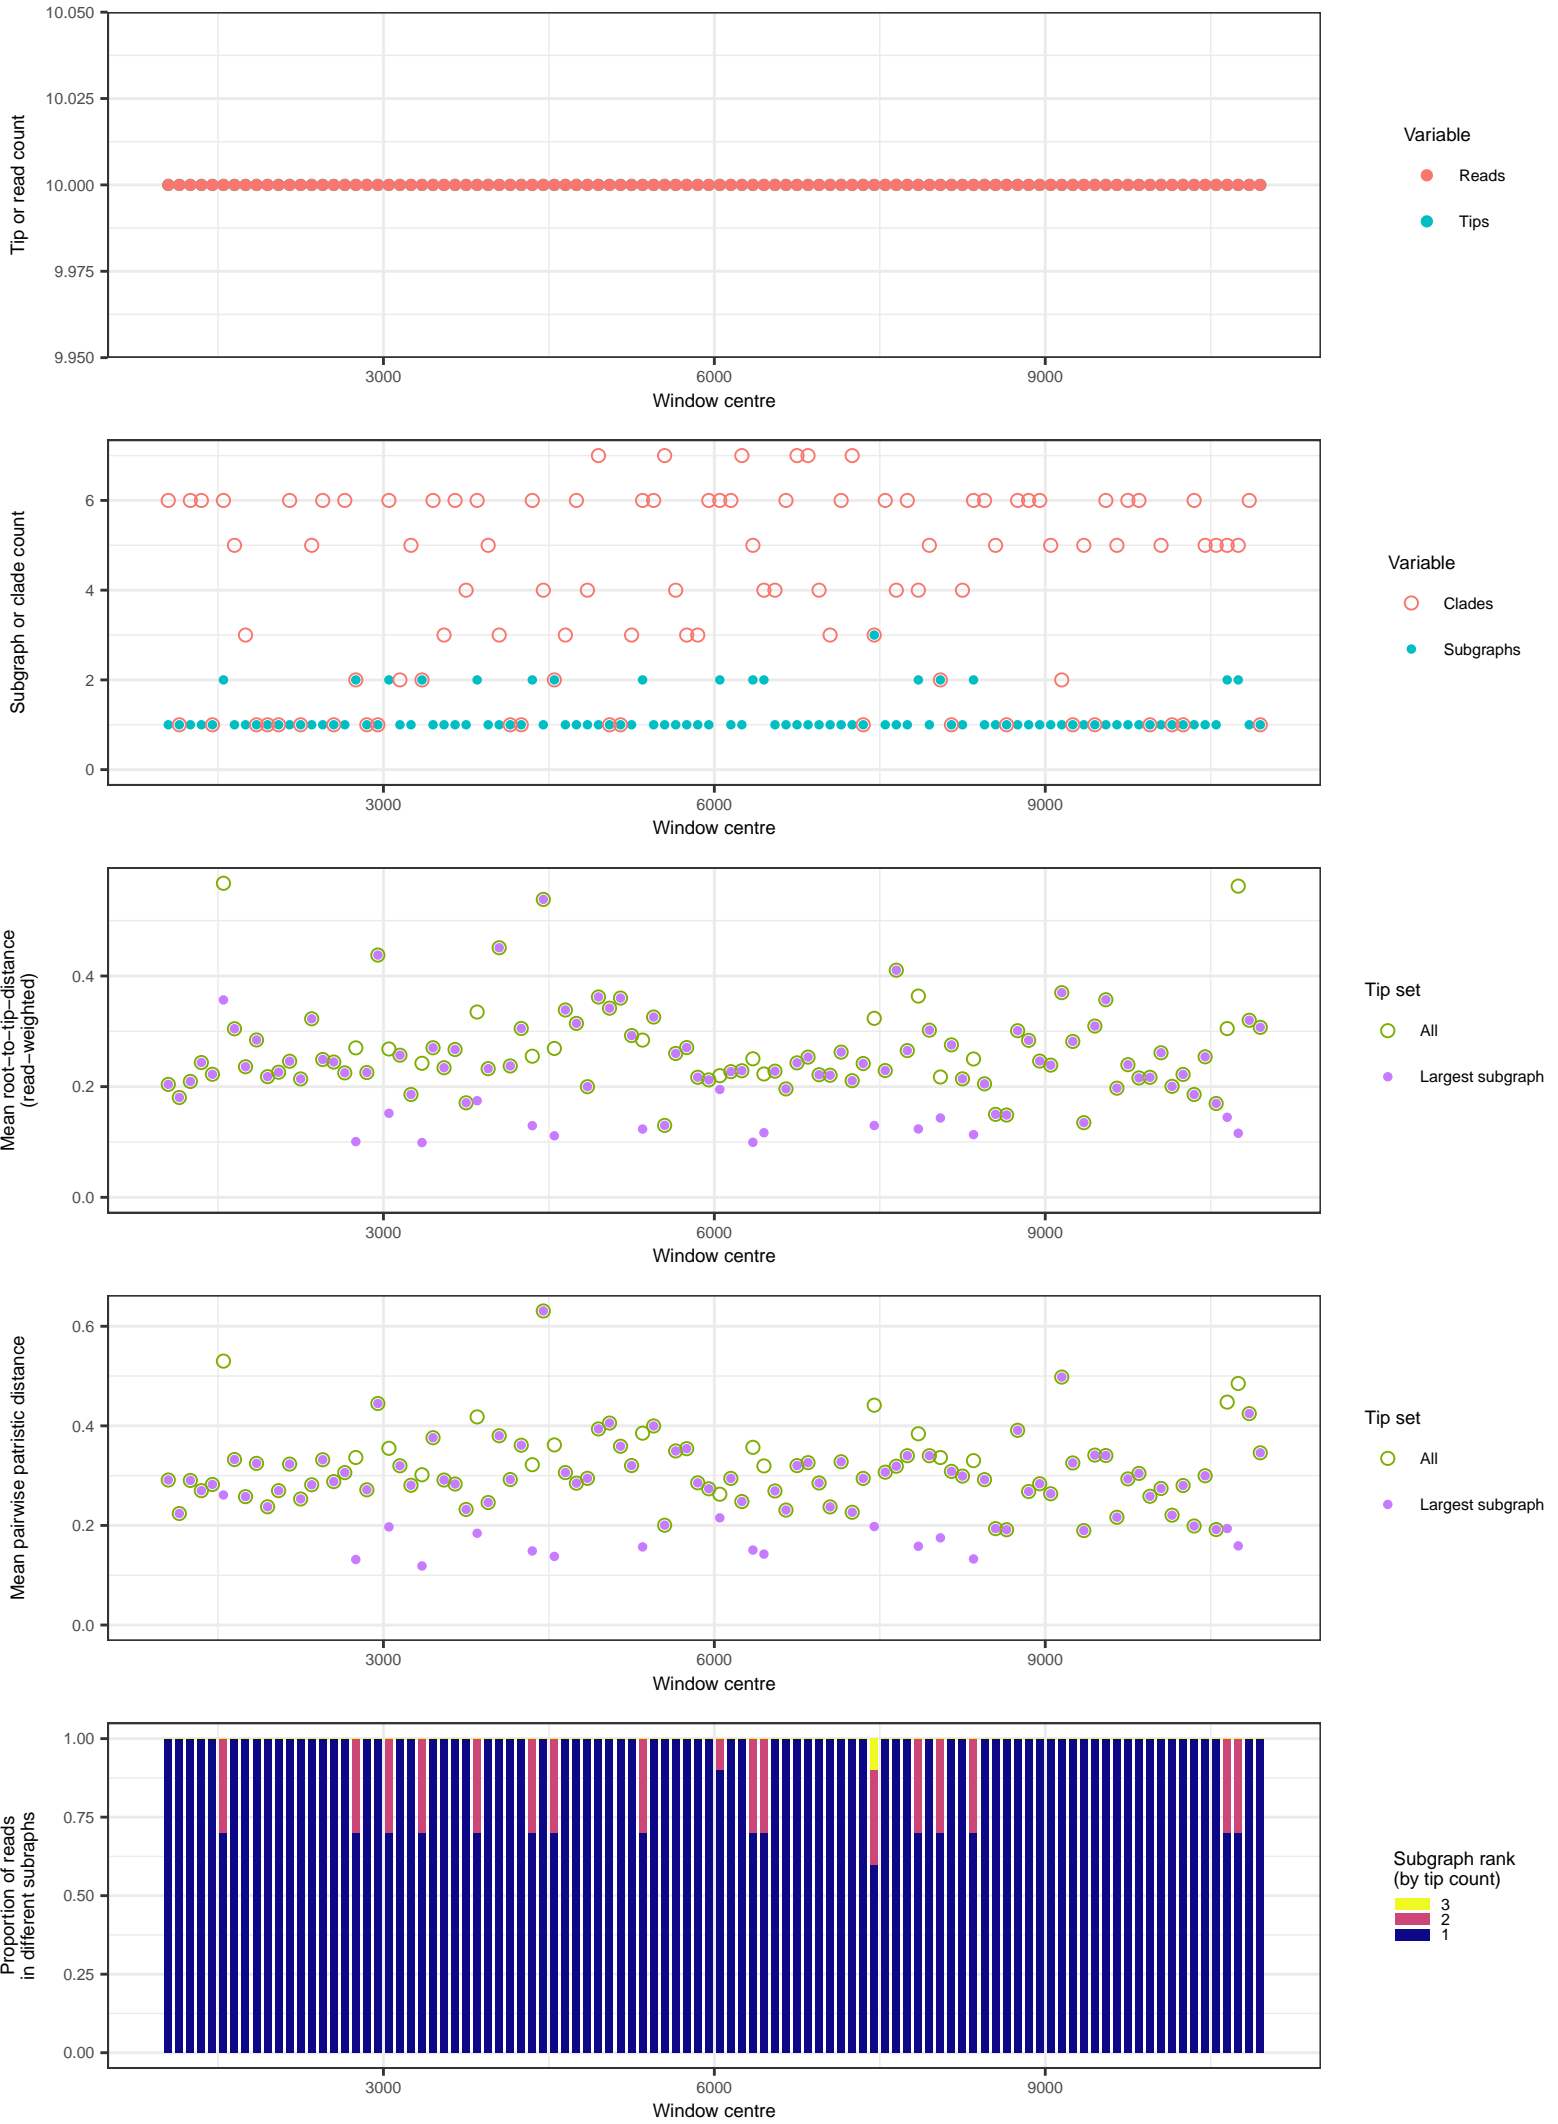 10.050
10.025
10.000
9.975
9.950
Tip or read count
3000
6000
9000
Window centre
Variable
Reads
Tips
6
4
2
0
Subgraph or clade count
3000
6000
9000
Window centre
Variable
Clades
Subgraphs
0.4
0.2
0.0
Mean root−to−tip−distance
(read−weighted)
3000
6000
9000
Window centre
Tip set
All
Largest subgraph
0.6
0.4
0.2
0.0
Mean pairwise patristic distance
3000
6000
9000
Window centre
Tip set
All
Largest subgraph
1.00
0.75
0.50
0.25
0.00
Proportion of reads
in different subraphs
3000
6000
9000
Window centre
Subgraph rank
(by tip count)
3
2
1